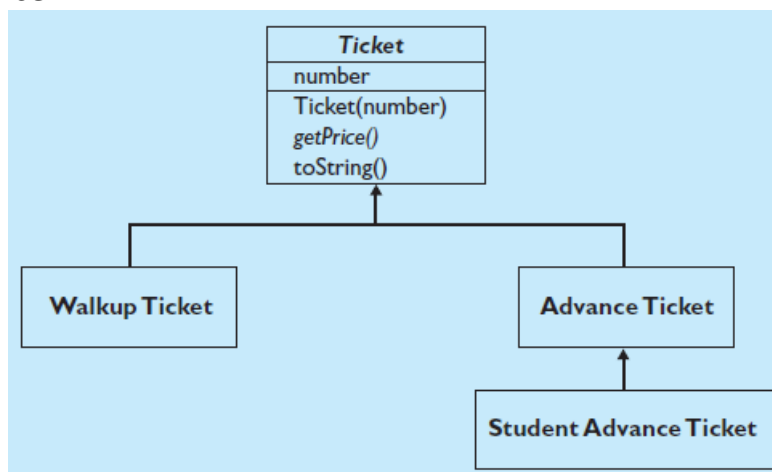 Ticket
number
Ticket(number)
getPrice()
toString()
Walkup Ticket
Advance Ticket
Student Advance Ticket